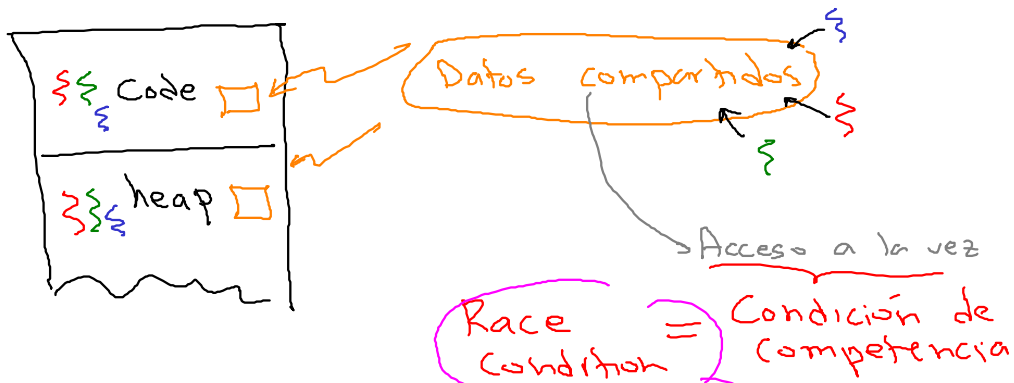 Code
heap
Datos compartidos
Acceso a la vez
Race condition = Condición de competencia